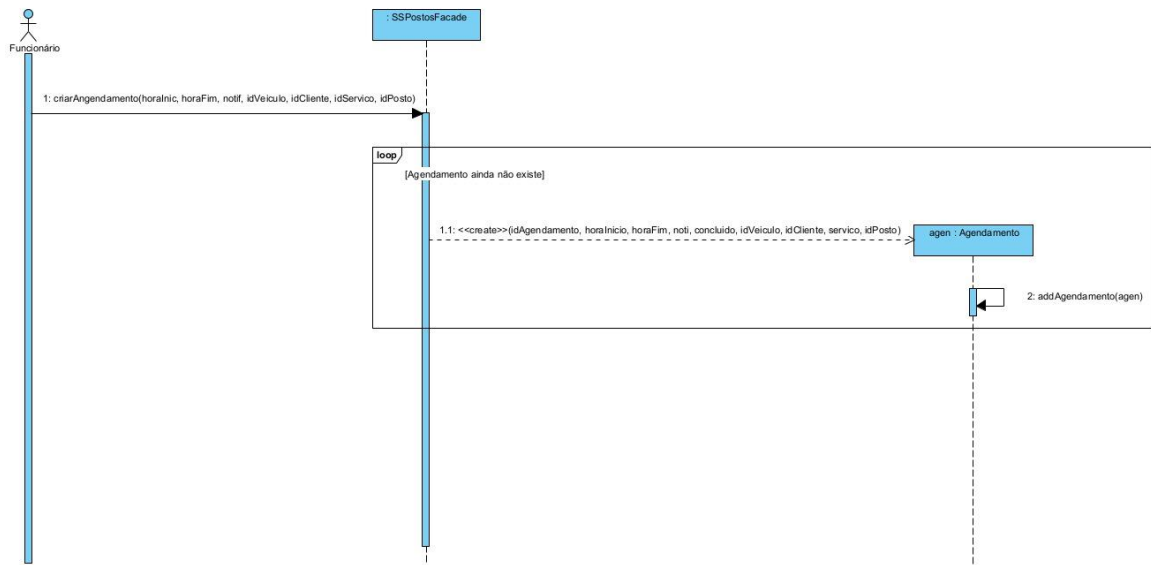 : SSPostosFacade
Funcionário
1: criarAngendamento(horaInic, horaFim, notif, idVeiculo, idCliente, idServico, idPosto)
loop
[Agendamento ainda não existe]
1.1: <<create>>(idAgendamento, horaInicio, horaFim, noti, concluido, idVeiculo, idCliente, servico, idPosto)
agen : Agendamento
2: addAgendamento(agen)